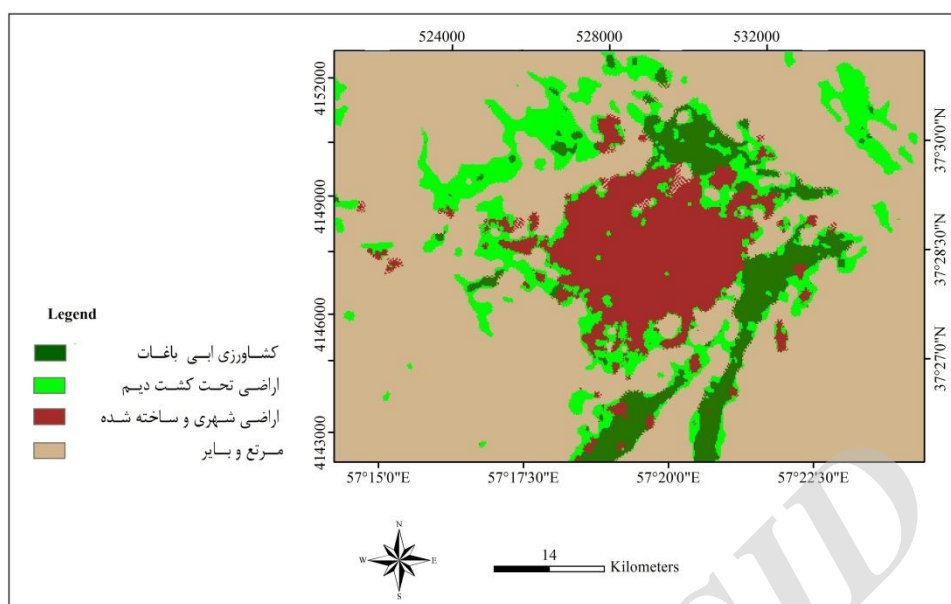 524000 528000 532000
4152000
4149000
4146000
4143000
37°30'0"N
37°28'30"N
37°27'0"N
57°15'0"E 57°17'30"E 57°20'0"E 57°22'30"E
Legend
کشاورزی ابی باغات
اراضی تحت کشت دیم
اراضی شهری و ساخته شده
مرتع و بایر
N
W E
S
14
Kilometers
SID